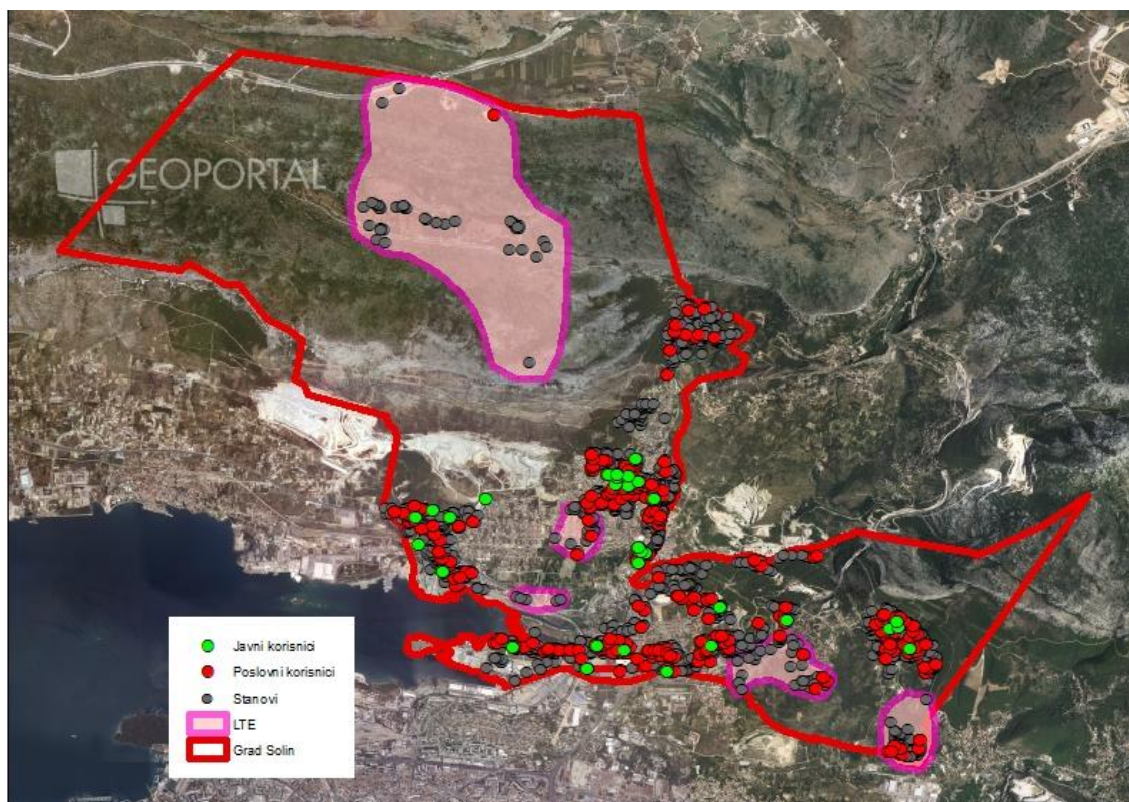 GEOPORTAL
Javni korisnici
Poslovni korisnici
Stanovi
LTE
Grad Solin